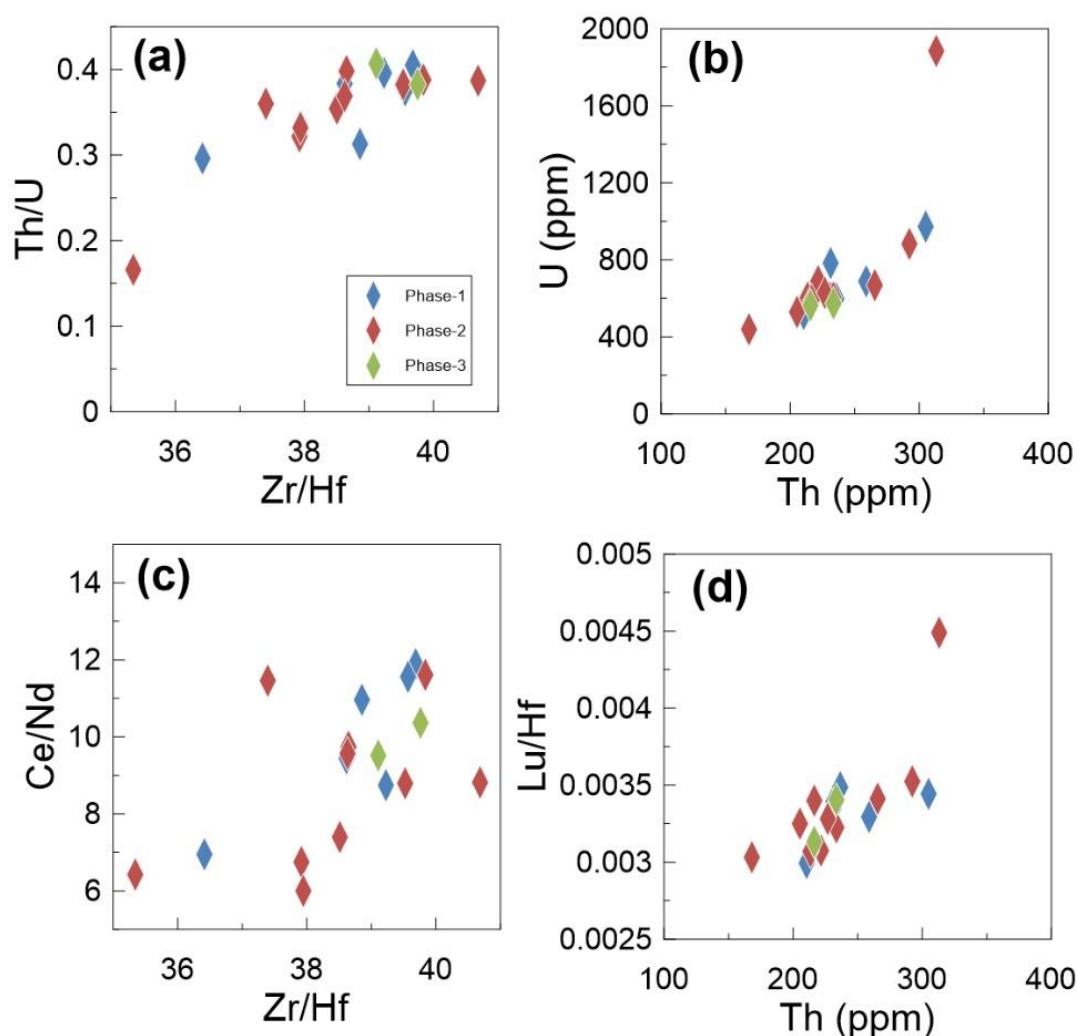 (a)
Th/U
0.4
0.3
0.2
0.1
0
36
38
40
Zr/Hf
Phase-1
Phase-2
Phase-3
(b)
U (ppm)
2000
1600
1200
800
400
0
100
200
300
400
Th (ppm)
(c)
Ce/Nd
14
12
10
8
6
36
38
40
Zr/Hf
(d)
Lu/Hf
0.005
0.0045
0.004
0.0035
0.003
0.0025
100
200
300
400
Th (ppm)